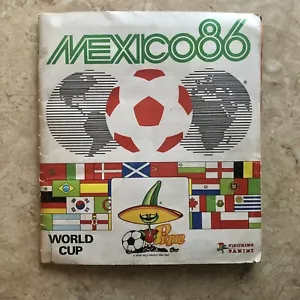 MEXICO86
Pique
WORLD
CUP
FIGURINE
PANINI